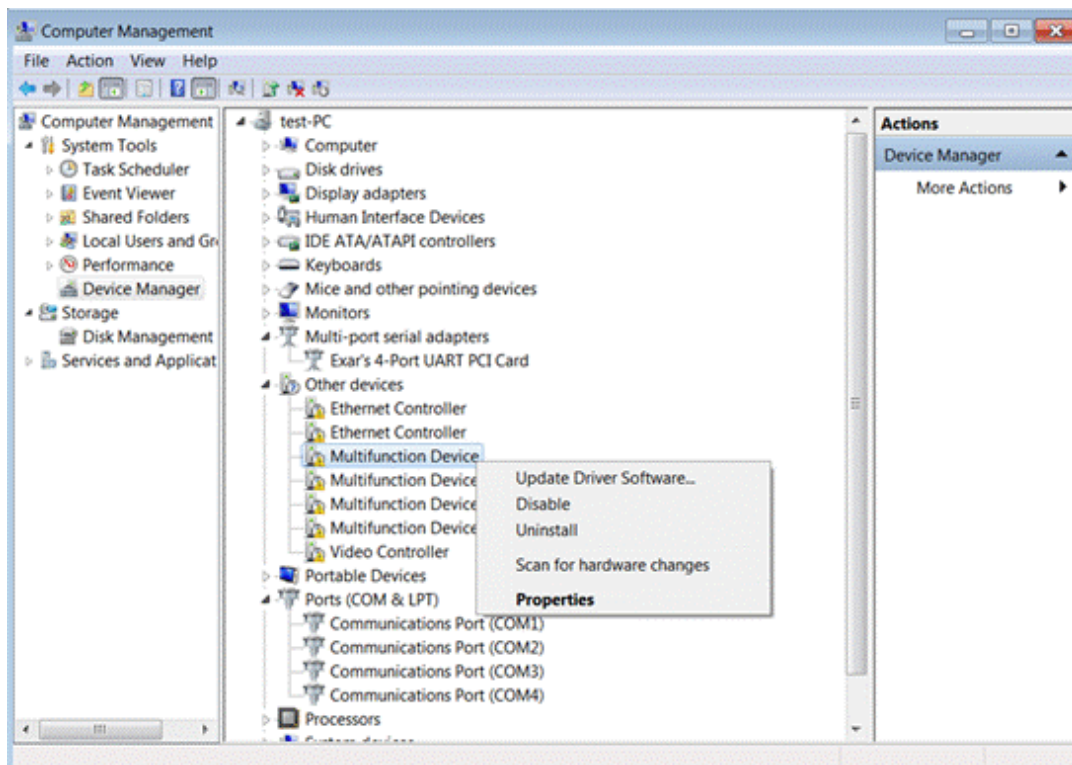 Computer Management
File Action View Help
Computer Management
System Tools
Task Scheduler
Event Viewer
Shared Folders
Local Users and Gr
Performance
Device Manager
Storage
Disk Management
Services and Applicat
test-PC
Computer
Disk drives
Display adapters
Human Interface Devices
IDE ATA/ATAPI controllers
Keyboards
Mice and other pointing devices
Monitors
Multi-port serial adapters
Exar's 4-Port UART PCI Card
Other devices
Ethernet Controller
Ethernet Controller
Multifunction Device
Multifunction Device
Multifunction Device
Multifunction Device
Video Controller
Portable Devices
Ports (COM & LPT)
Communications Port (COM1)
Communications Port (COM2)
Communications Port (COM3)
Communications Port (COM4)
Processors
Update Driver Software...
Disable
Uninstall
Scan for hardware changes
Properties
Actions
Device Manager
More Actions